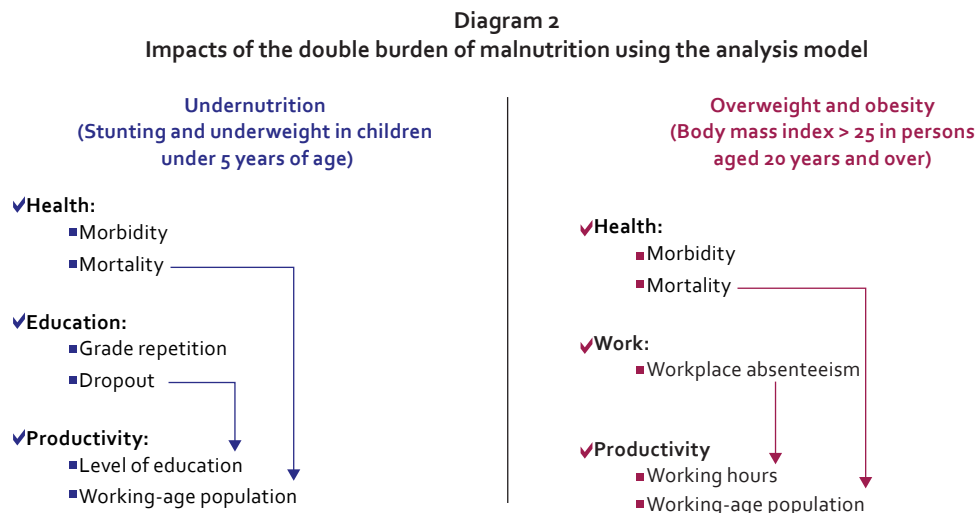 Diagram 2
Impacts of the double burden of malnutrition using the analysis model
Undernutrition
(Stunting and underweight in children
under 5 years of age)
Health:
Morbidity
Mortality
Education:
Grade repetition
Dropout
Productivity:
Level of education
Working-age population
Overweight and obesity
(Body mass index > 25 in persons
aged 20 years and over)
Health:
Morbidity
Mortality
Work:
Workplace absenteeism
Productivity
Working hours
Working-age population